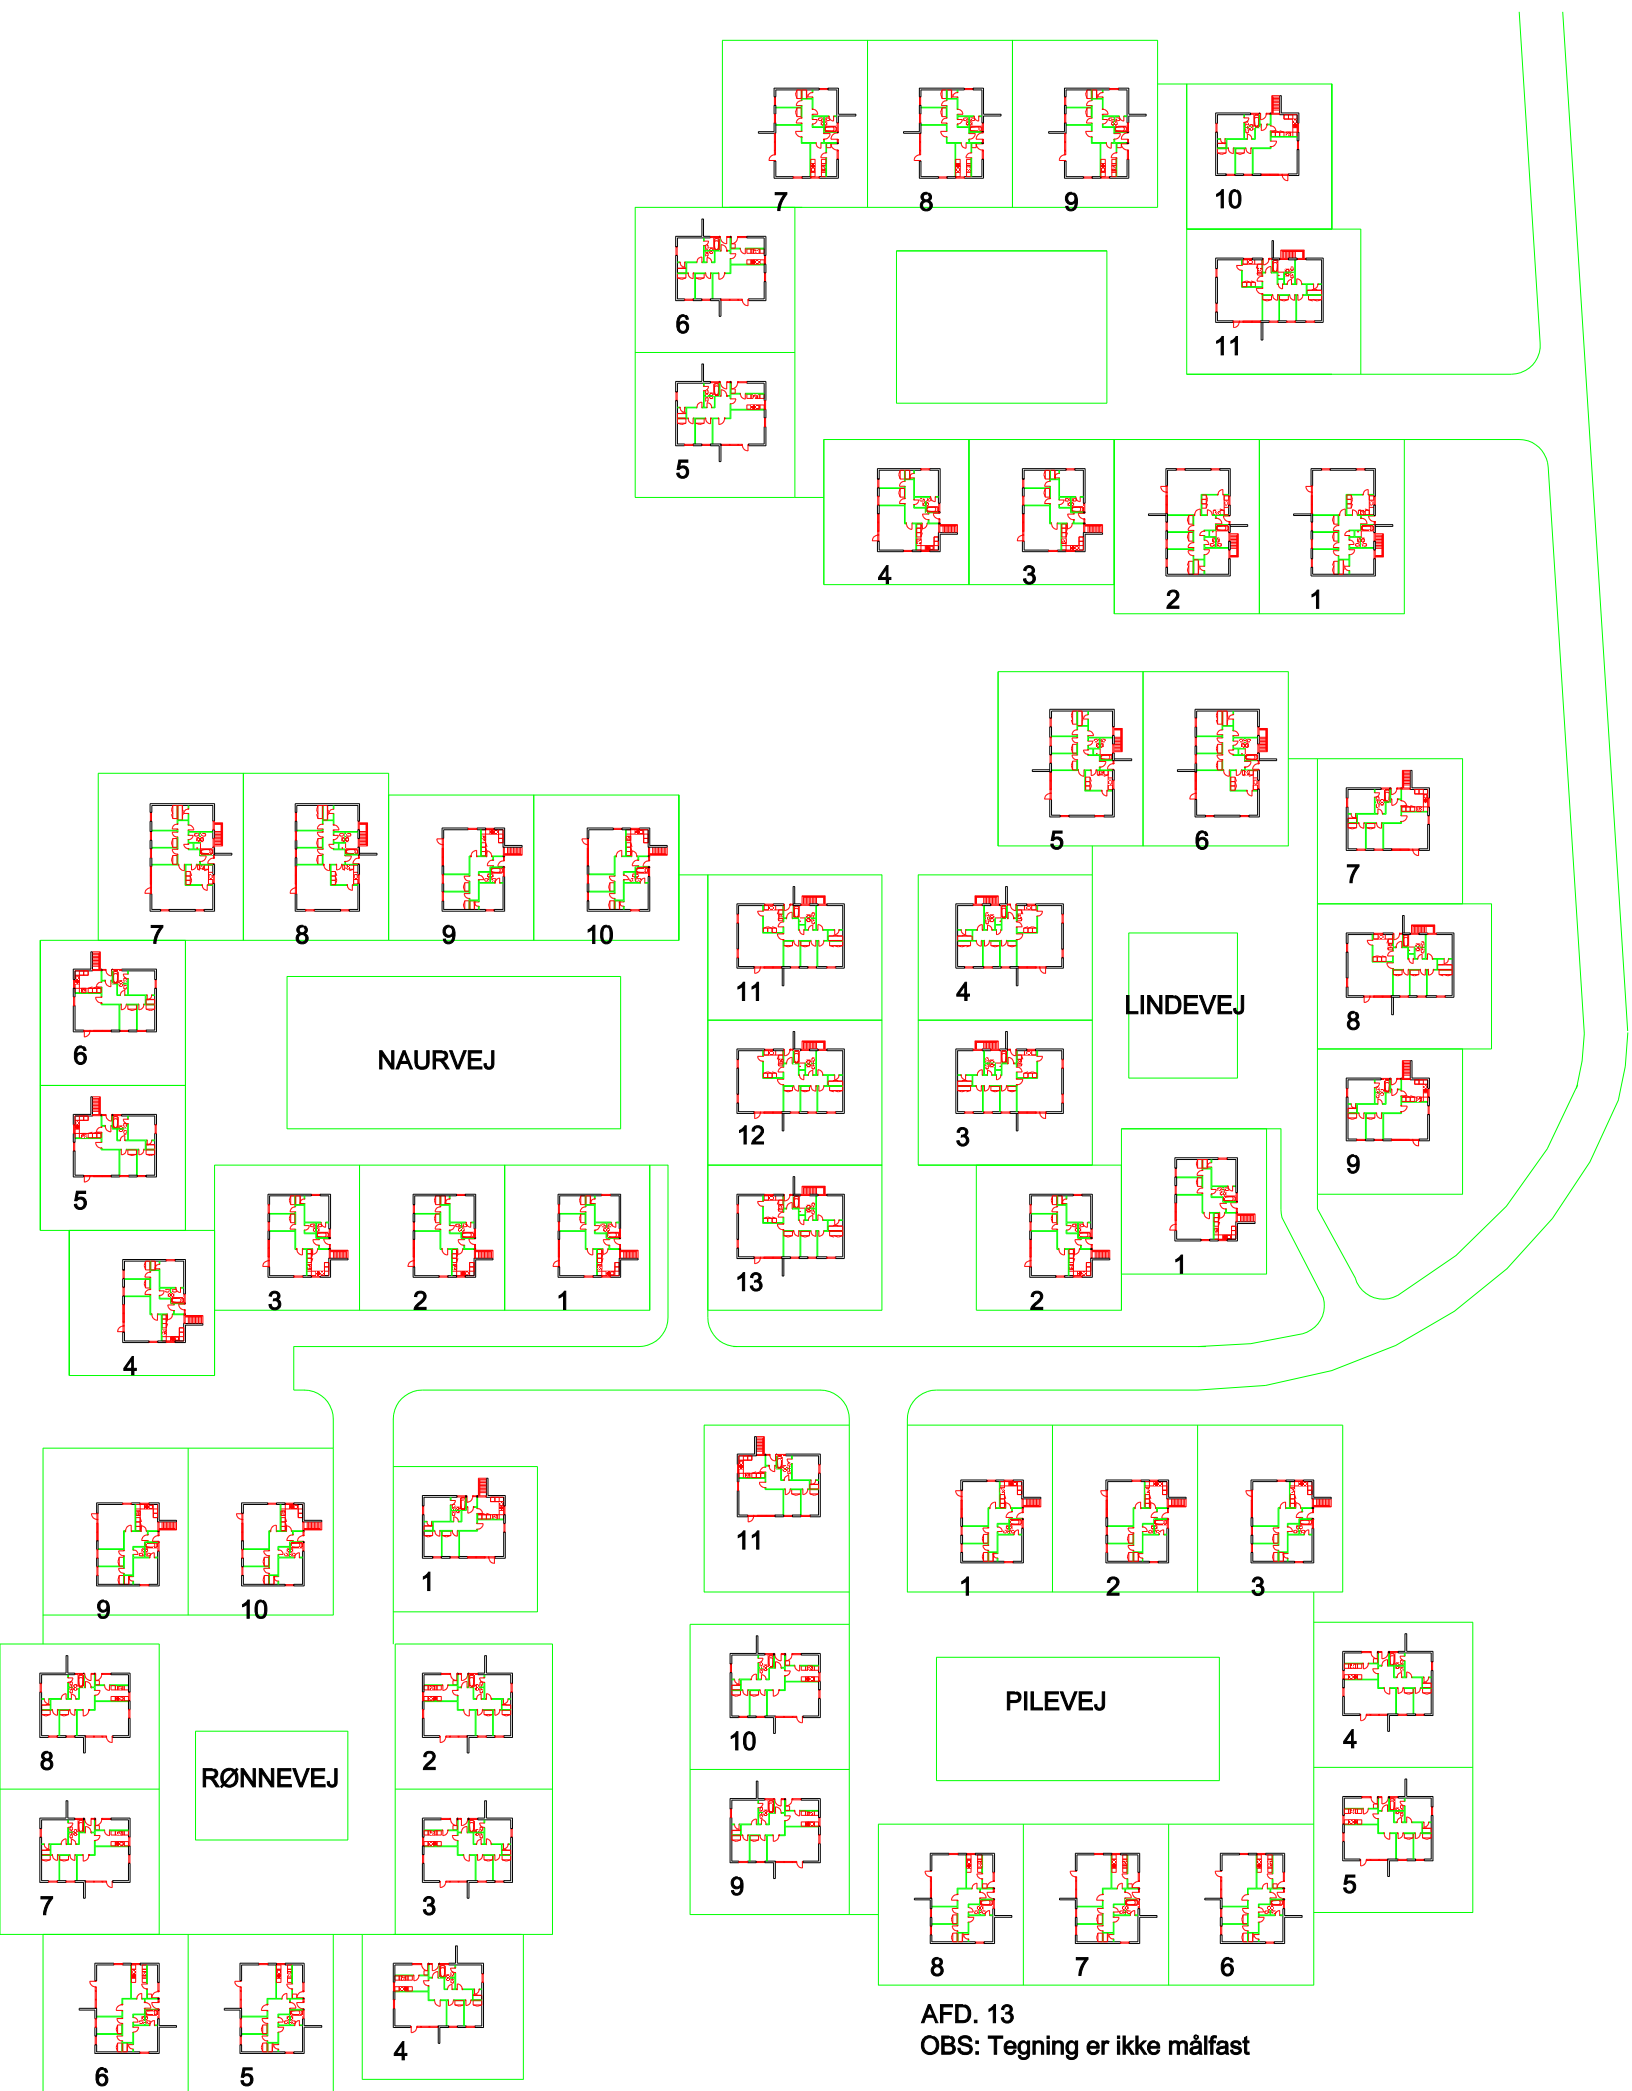 7 8 9 10
6 11
5
4 3 2 1
5 6 7
7 8 9 10
11 4 LINDEVEJ 8
6 NAURVEJ
5 12 3 9
3 2 1 13 2 1
4
11
9 10 1 1 2 3
8 2 10 PILEVEJ 4
RØNNEVEJ
7 3 9 5
8 7 6
6 5 4
AFD. 13
OBS: Tegning er ikke målfast